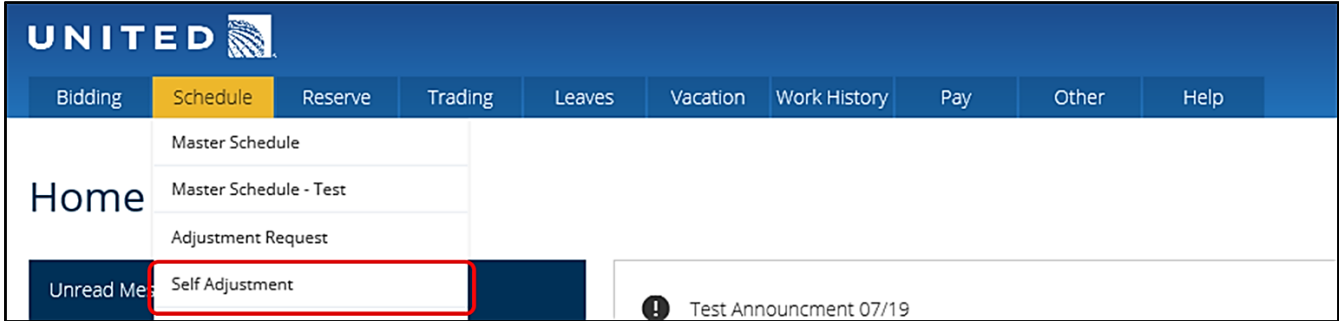 UNITED
Bidding Schedule Reserve Trading Leaves Vacation Work History Pay Other Help
Master Schedule
Home
Master Schedule - Test
Adjustment Request
Unread Mes
Self Adjustment
Test Announcment 07/19